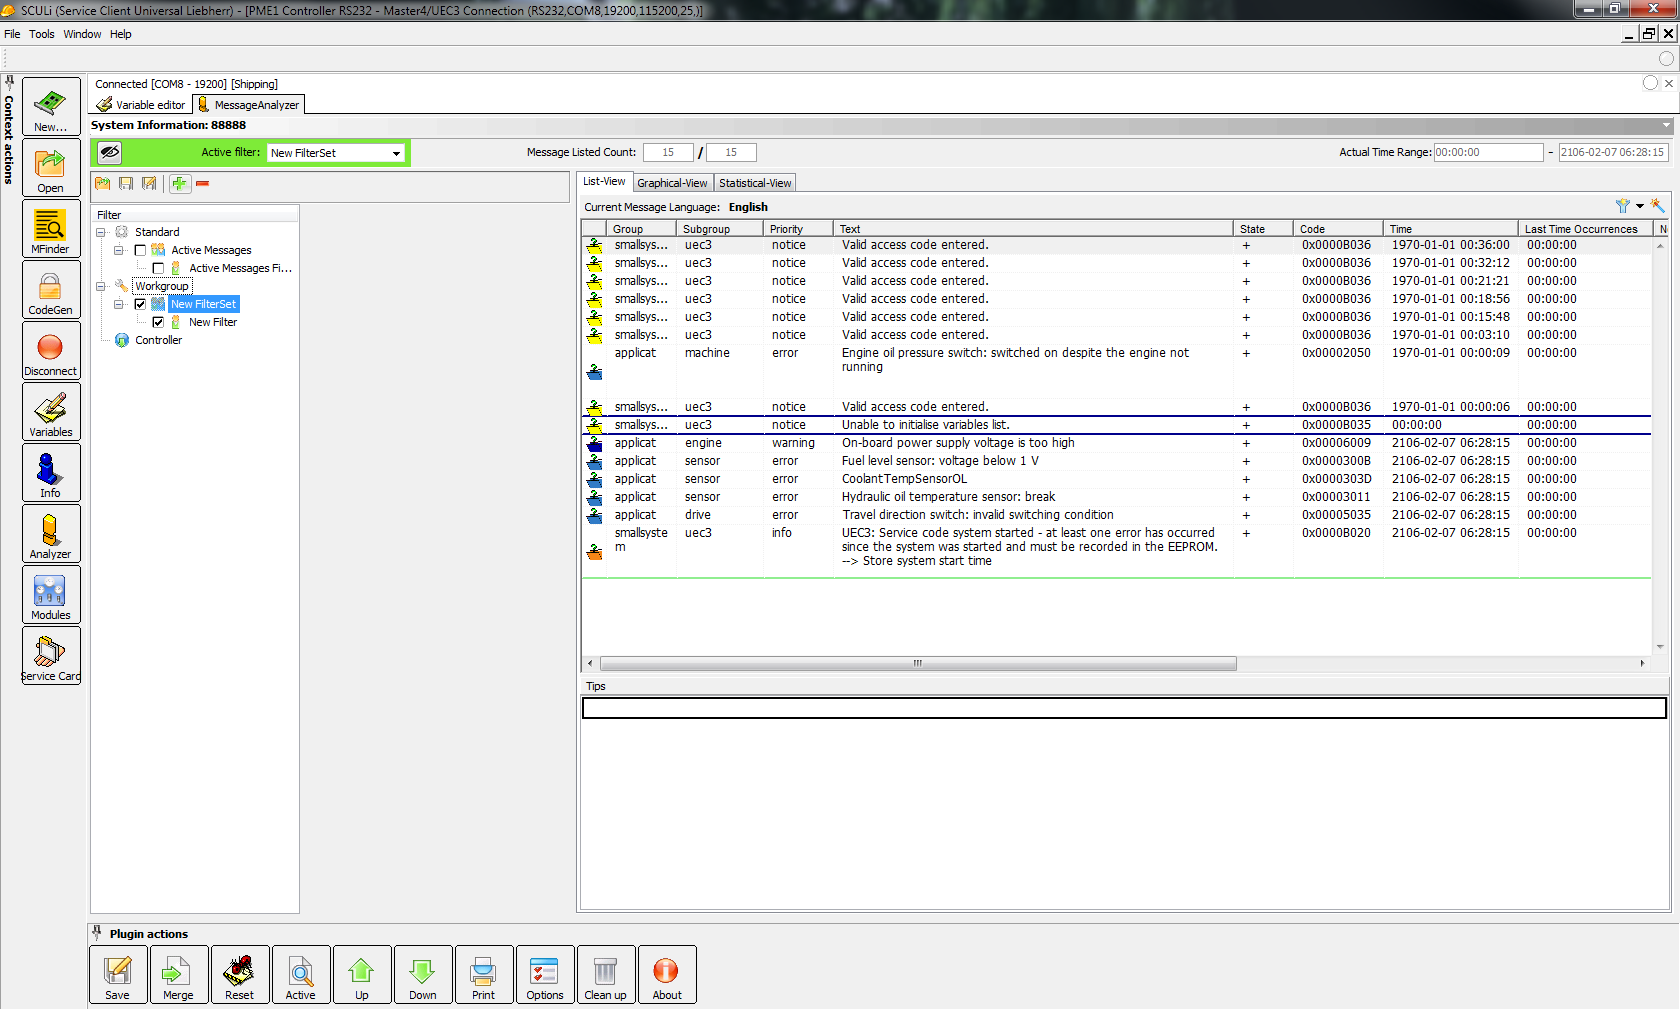 SCULi (Service Client Universal Liebherr) - [PME1 Controller RS232 - Master4/UEC3 Connection (RS232,COM8,19200,115200,25,)]
File Tools Window Help
Connected [COM8 - 19200] [Shipping]
Variable editor MessageAnalyzer
System Information: 88888
Active filter: New FilterSet Message Listed Count: 15 / 15 Actual Time Range: 00:00:00 - 2106-02-07 06:28:15
Context actions
New...
Open
MFinder
CodeGen
Disconnect
Variables
Info
Analyzer
Modules
Service Card
Filter
Standard
Active Messages
Active Messages Fi...
Workgroup
New FilterSet
New Filter
Controller
List-View Graphical-View Statistical-View
Current Message Language: English
Group Subgroup Priority Text State Code Time Last Time Occurrences N
smallsys... uec3 notice Valid access code entered. + 0x0000B036 1970-01-01 00:36:00 00:00:00
smallsys... uec3 notice Valid access code entered. + 0x0000B036 1970-01-01 00:32:12 00:00:00
smallsys... uec3 notice Valid access code entered. + 0x0000B036 1970-01-01 00:21:21 00:00:00
smallsys... uec3 notice Valid access code entered. + 0x0000B036 1970-01-01 00:18:56 00:00:00
smallsys... uec3 notice Valid access code entered. + 0x0000B036 1970-01-01 00:15:48 00:00:00
smallsys... uec3 notice Valid access code entered. + 0x0000B036 1970-01-01 00:03:10 00:00:00
applicat machine error Engine oil pressure switch: switched on despite the engine not + 0x00002050 1970-01-01 00:00:09 00:00:00
running
smallsys... uec3 notice Valid access code entered. + 0x0000B036 1970-01-01 00:00:06 00:00:00
smallsys... uec3 notice Unable to initialise variables list. + 0x0000B035 00:00:00 00:00:00
applicat engine warning On-board power supply voltage is too high + 0x00006009 2106-02-07 06:28:15 00:00:00
applicat sensor error Fuel level sensor: voltage below 1 V + 0x0000300B 2106-02-07 06:28:15 00:00:00
applicat sensor error CoolantTempSensorOL + 0x0000303D 2106-02-07 06:28:15 00:00:00
applicat sensor error Hydraulic oil temperature sensor: break + 0x00003011 2106-02-07 06:28:15 00:00:00
applicat drive error Travel direction switch: invalid switching condition + 0x00005035 2106-02-07 06:28:15 00:00:00
smallsyste uec3 info UEC3: Service code system started - at least one error has occurred + 0x0000B020 2106-02-07 06:28:15 00:00:00
m since the system was started and must be recorded in the EEPROM.
--> Store system start time
Tips
Plugin actions
Save Merge Reset Active Up Down Print Options Clean up About